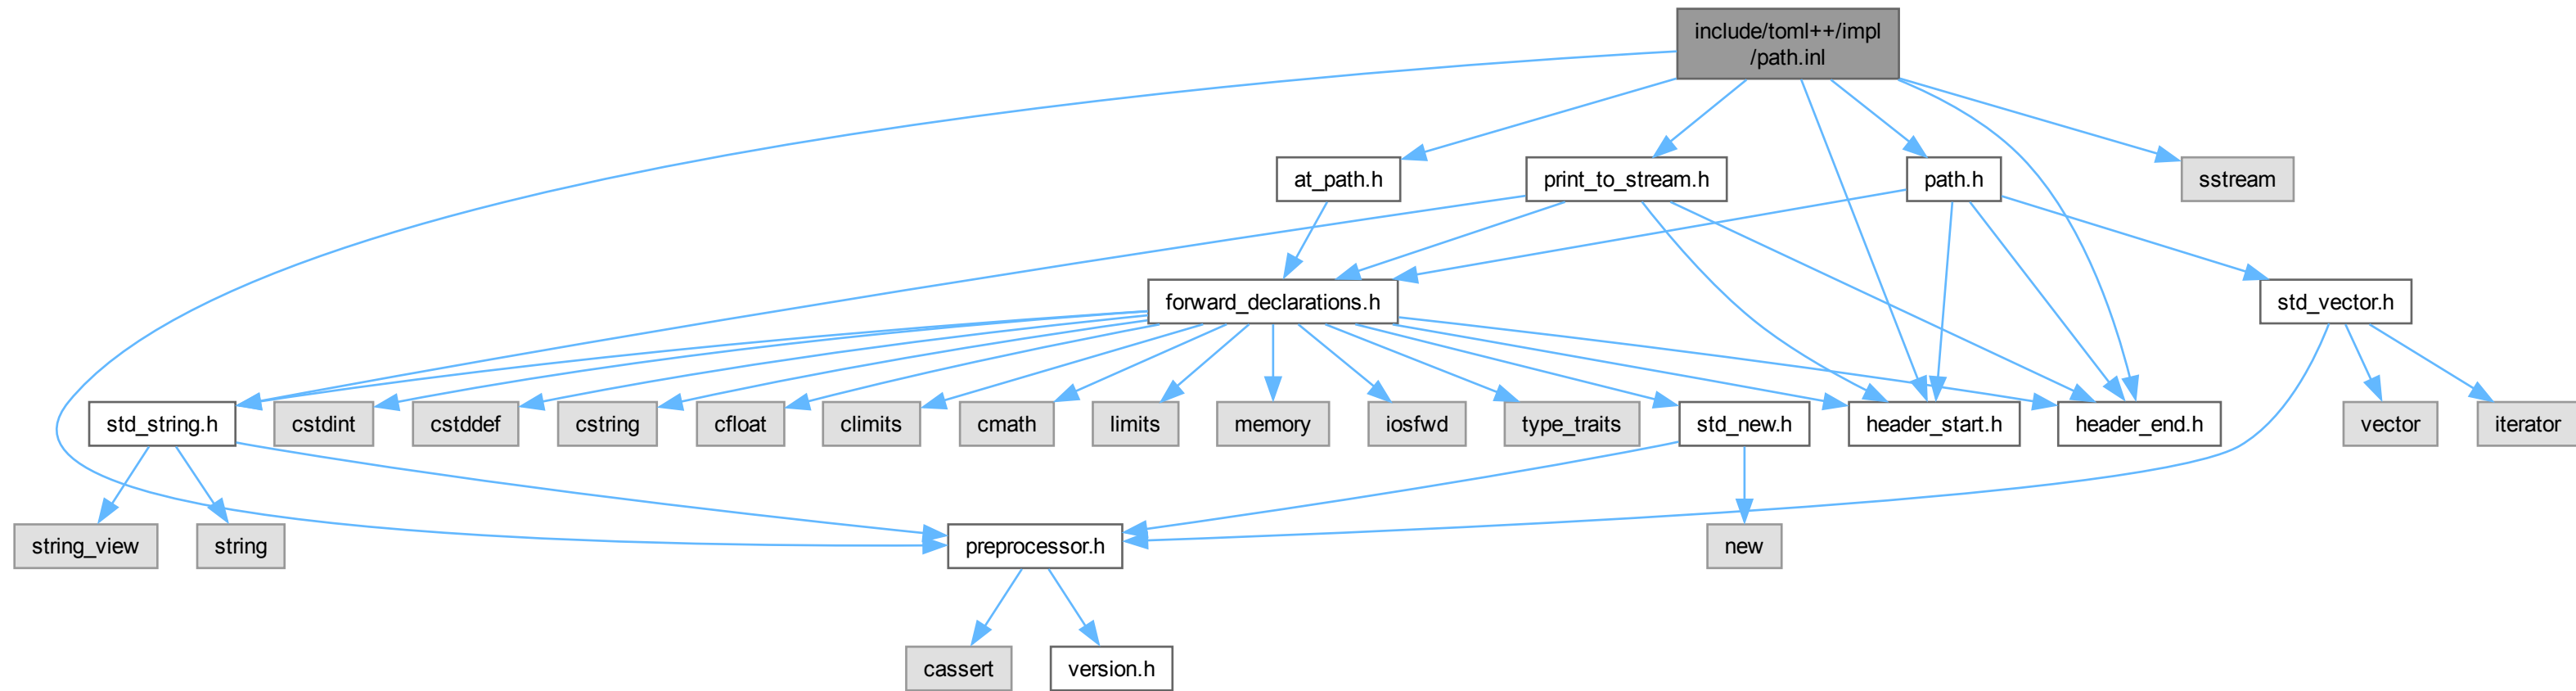 include/toml++/impl
/path.inl
at_path.h
print_to_stream.h
path.h
sstream
forward_declarations.h
std_vector.h
std_string.h
cstdint
cstddef
cstring
cfloat
climits
cmath
limits
memory
iosfwd
type_traits
std_new.h
header_start.h
header_end.h
vector
iterator
string_view
string
preprocessor.h
new
cassert
version.h